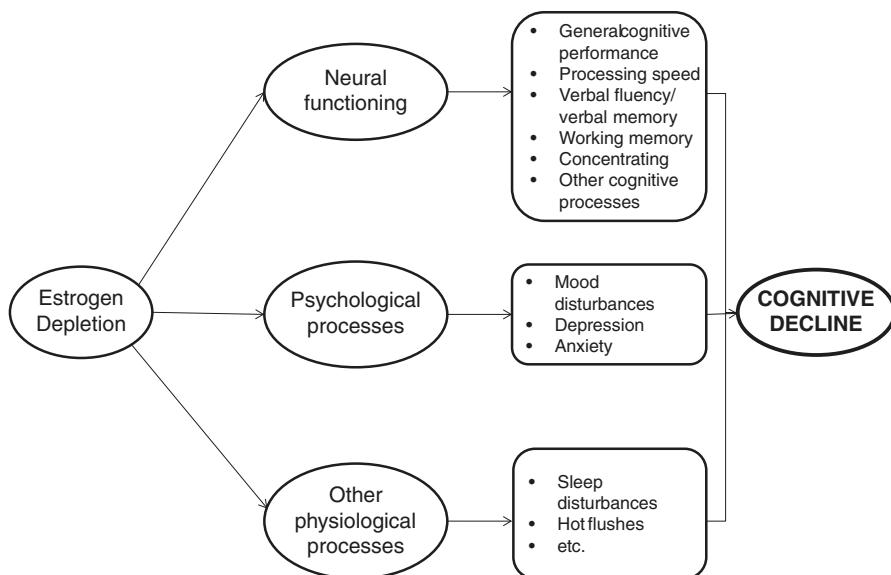 Estrogen
Depletion
Neural
functioning
• Generalcognitive
performance
• Processing speed
• Verbal fluency/
verbal memory
• Working memory
• Concentrating
• Other cognitive
processes
Psychological
processes
• Mood
disturbances
• Depression
• Anxiety
Other
physiological
processes
• Sleep
disturbances
• Hot flushes
• etc.
COGNITIVE
DECLINE